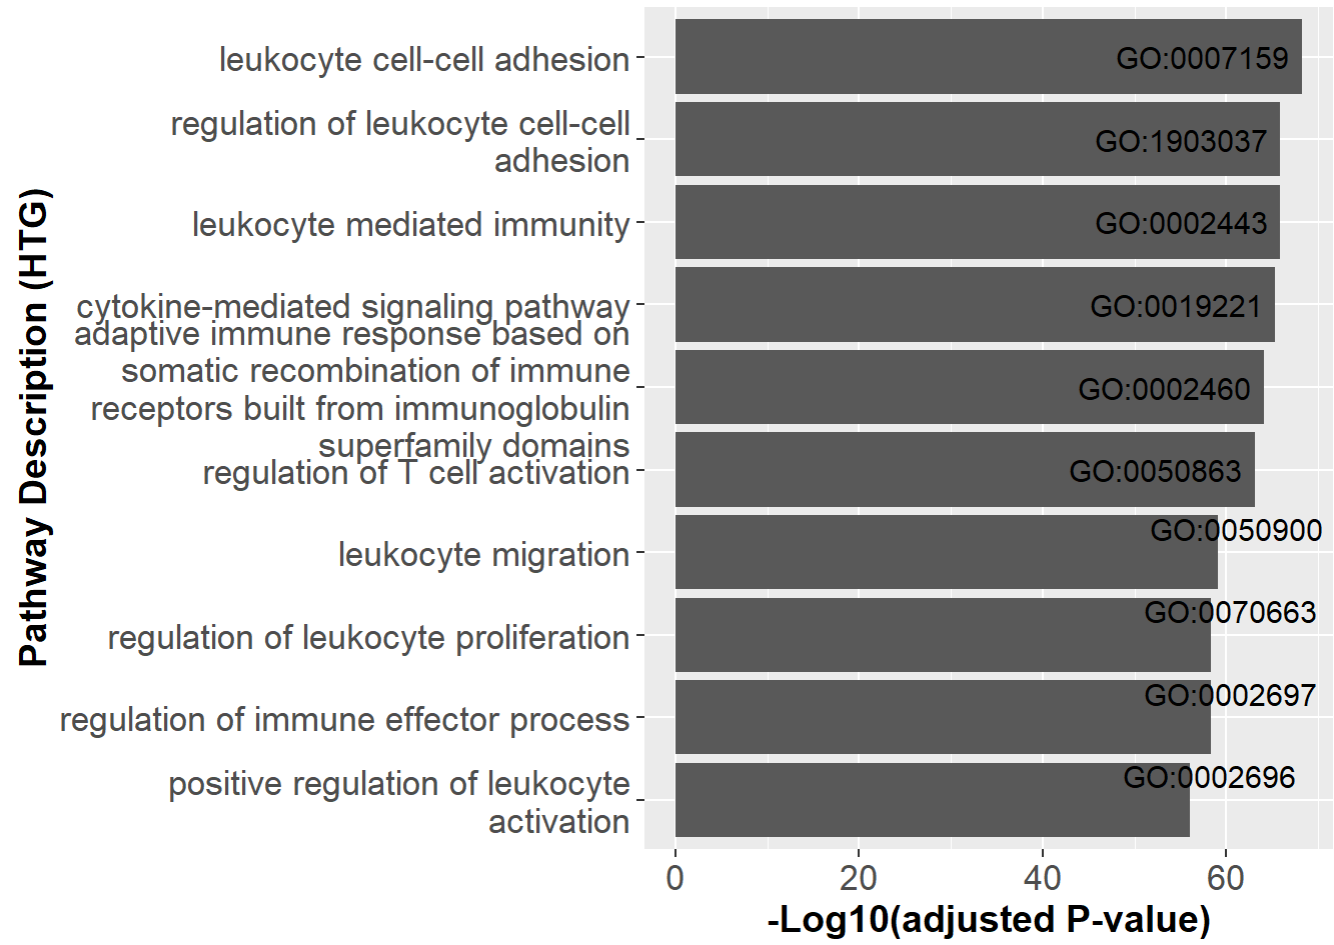 Pathway Description (HTG)
leukocyte cell-cell adhesion
GO:0007159
regulation of leukocyte cell-cell
adhesion
GO:1903037
leukocyte mediated immunity
GO:0002443
cytokine-mediated signaling pathway
GO:0019221
adaptive immune response based on
somatic recombination of immune
receptors built from immunoglobulin
superfamily domains
GO:0002460
regulation of T cell activation
GO:0050863
leukocyte migration
GO:0050900
regulation of leukocyte proliferation
GO:0070663
regulation of immune effector process
GO:0002697
positive regulation of leukocyte
activation
GO:0002696
0 20 40 60
-Log10(adjusted P-value)